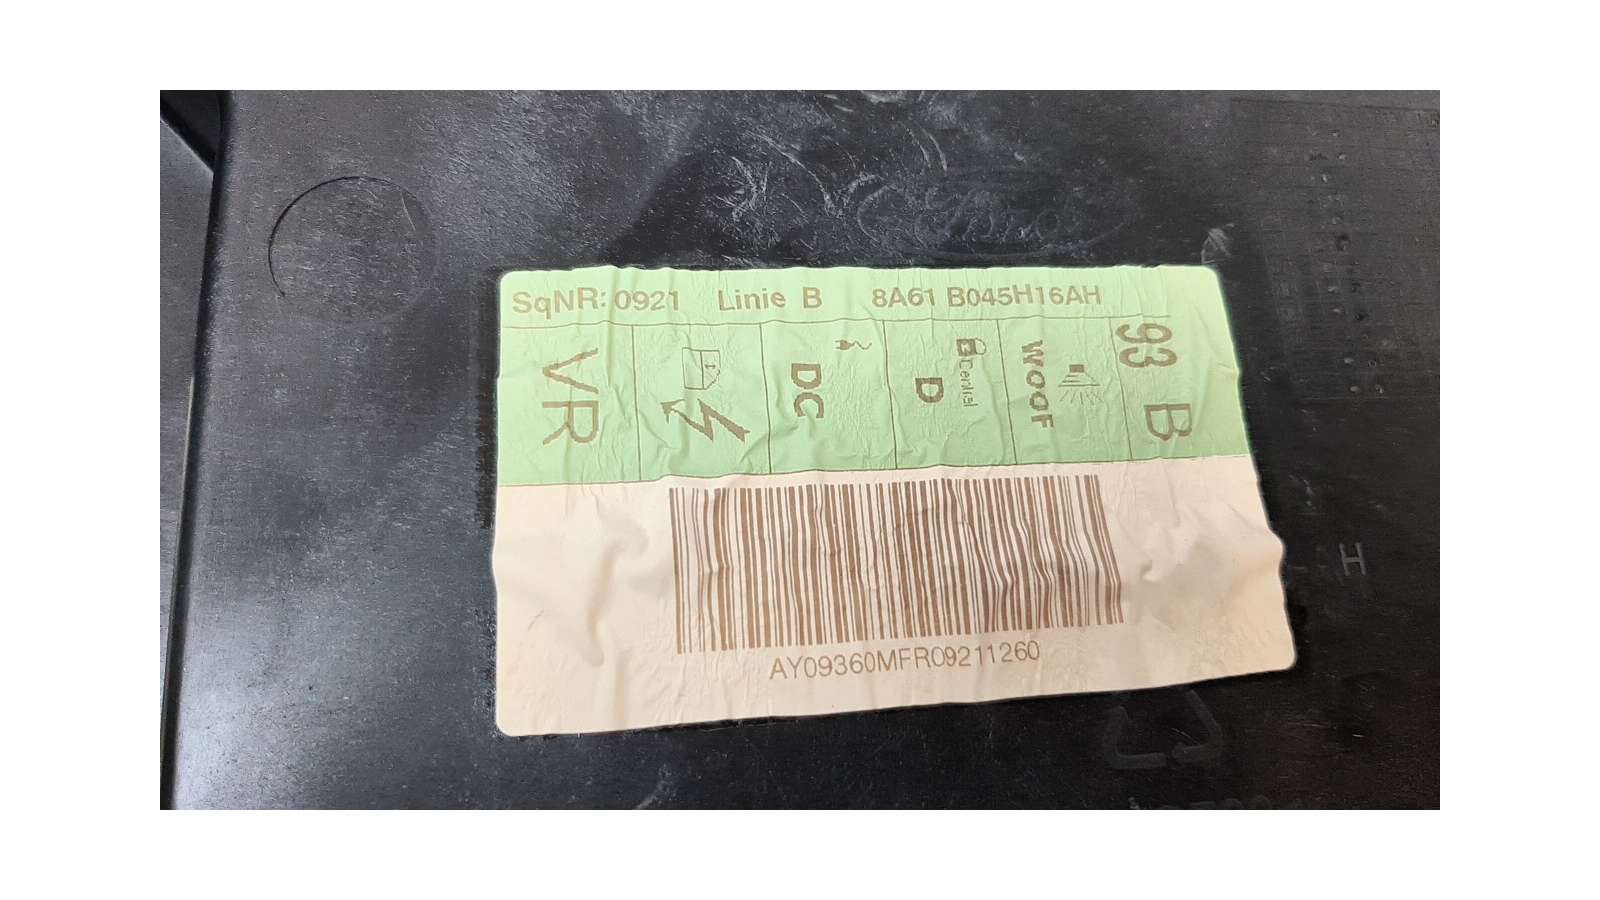 SqNR: 0921 Linie B 8A61 B045H16AH
VR
DC
Central
D
WOOF
93 B
AY09360MFR09211260
H